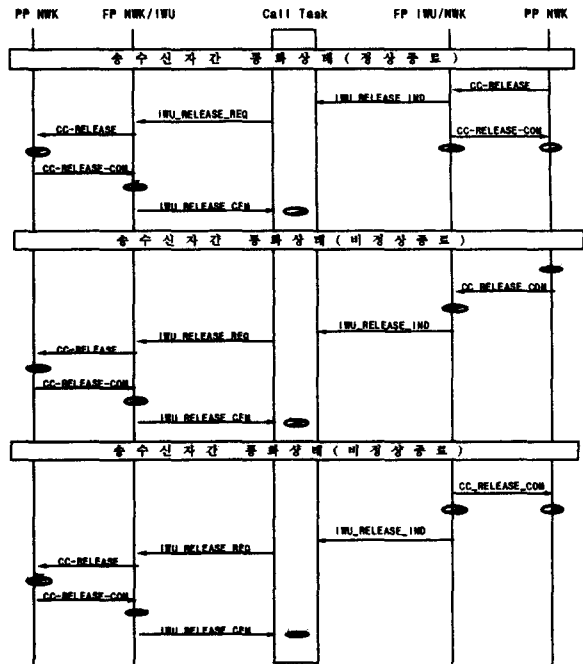 PP NWK FP NWK/IWU Call Task FP IWU/NWK PP NWK
송 수 신 자 간 통 화 상 태 ( 정 상 종 료 )
CC-RELEASE
IWU_RELEASE_IND
IWU_RELEASE_REQ
CC-RELEASE
CC-RELEASE-COM
CC-RELEASE-COM
IWU_RELEASE_CFM
송 수 신 자 간 통 화 상 태 ( 비 정 상 종 료 )
CC_RELEASE_COM
IWU_RELEASE_IND
IWU_RELEASE_REQ
CC-RELEASE
CC-RELEASE-COM
IWU_RELEASE_CFM
송 수 신 자 간 통 화 상 태 ( 비 정 상 종 료 )
CC_RELEASE_COM
IWU_RELEASE_IND
IWU_RELEASE_REQ
CC-RELEASE
CC-RELEASE-COM
IWU_RELEASE_CFM